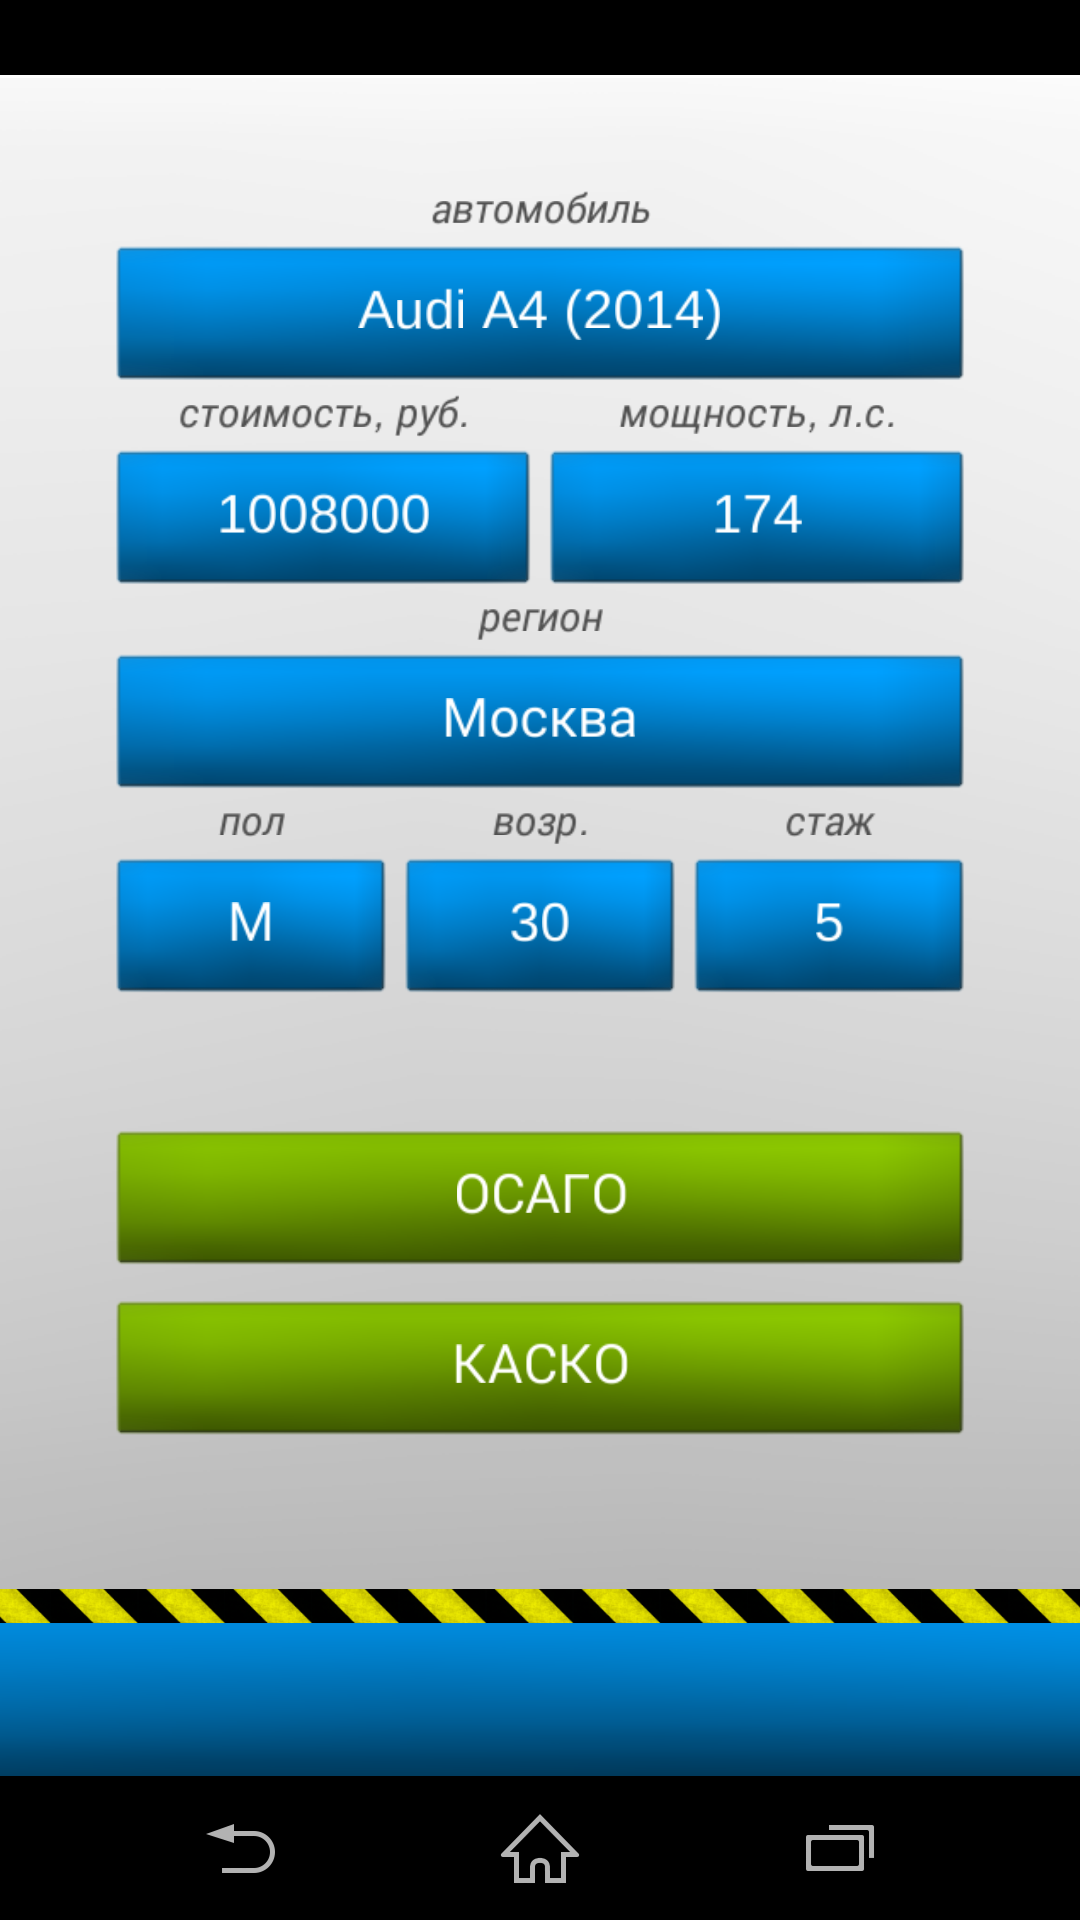 автомобиль
Audi A4 (2014)
стоимость, руб. мощность, л.с.
1008000 174
регион
Москва
пол возр. стаж
М 30 5
ОСАГО
КАСКО